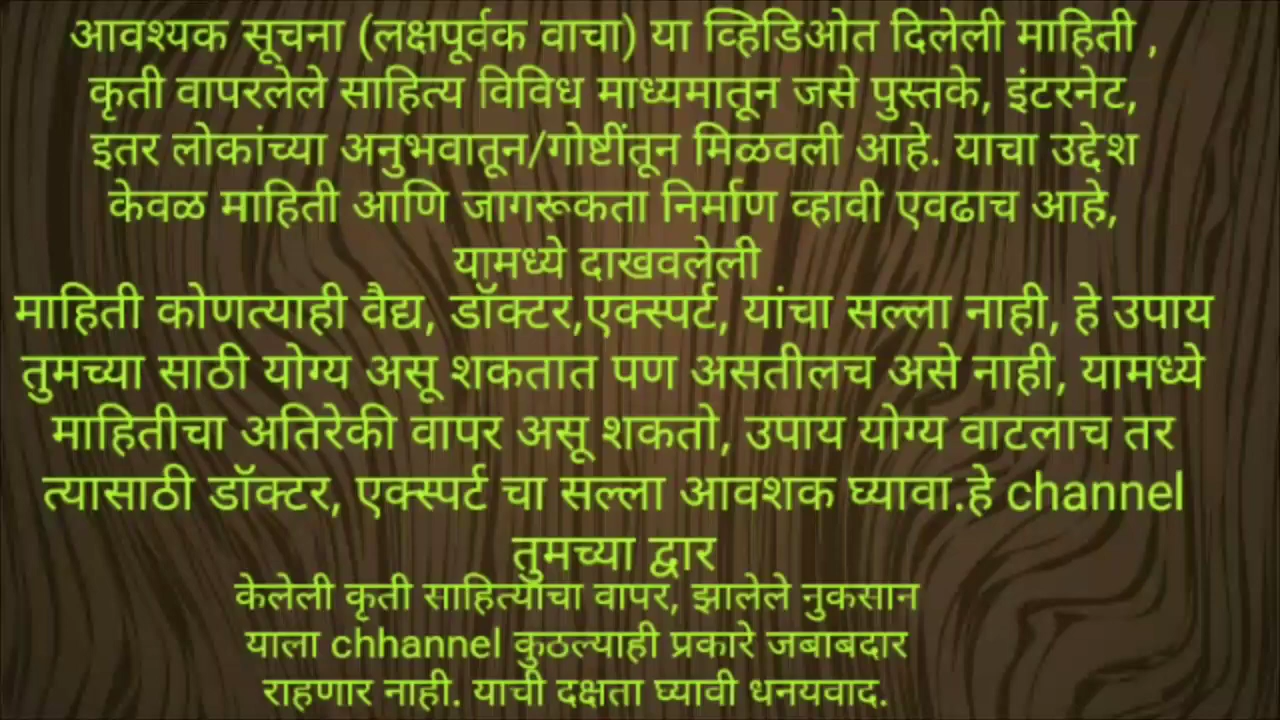 आवश्यक सूचना (लक्षपूर्वक वाचा) या व्हिडिओत दिलेली माहिती ,
कृती वापरलेले साहित्य विविध माध्यमातून जसे पुस्तके, इंटरनेट,
इतर लोकांच्या अनुभवातून/गोष्टींतून मिळवली आहे. याचा उद्देश
केवळ माहिती आणि जागरूकता निर्माण व्हावी एवढाच आहे,
यामध्ये दाखवलेली
माहिती कोणत्याही वैद्य, डॉक्टर,एक्स्पर्ट, यांचा सल्ला नाही, हे उपाय
तुमच्या साठी योग्य असू शकतात पण असतीलच असे नाही, यामध्ये
माहितीचा अतिरेकी वापर असू शकतो, उपाय योग्य वाटलाच तर
त्यासाठी डॉक्टर, एक्स्पर्ट चा सल्ला आवशक घ्यावा.हे channel
तुमच्या द्वार
केलेली कृती साहित्याचा वापर, झालेले नुकसान
याला chhannel कुठल्याही प्रकारे जबाबदार
राहणार नाही. याची दक्षता घ्यावी धनयवाद.